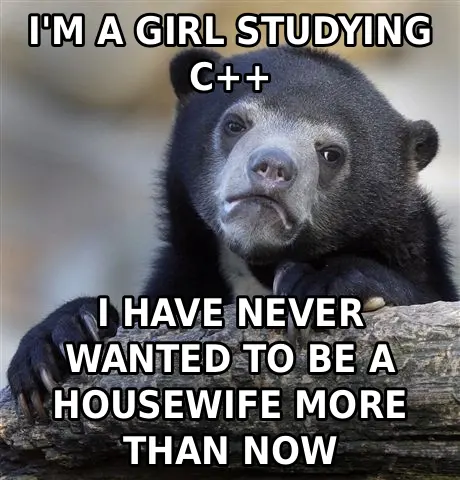 I'M A GIRL STUDYING
C++
I HAVE NEVER
WANTED TO BE A
HOUSEWIFE MORE
THAN NOW